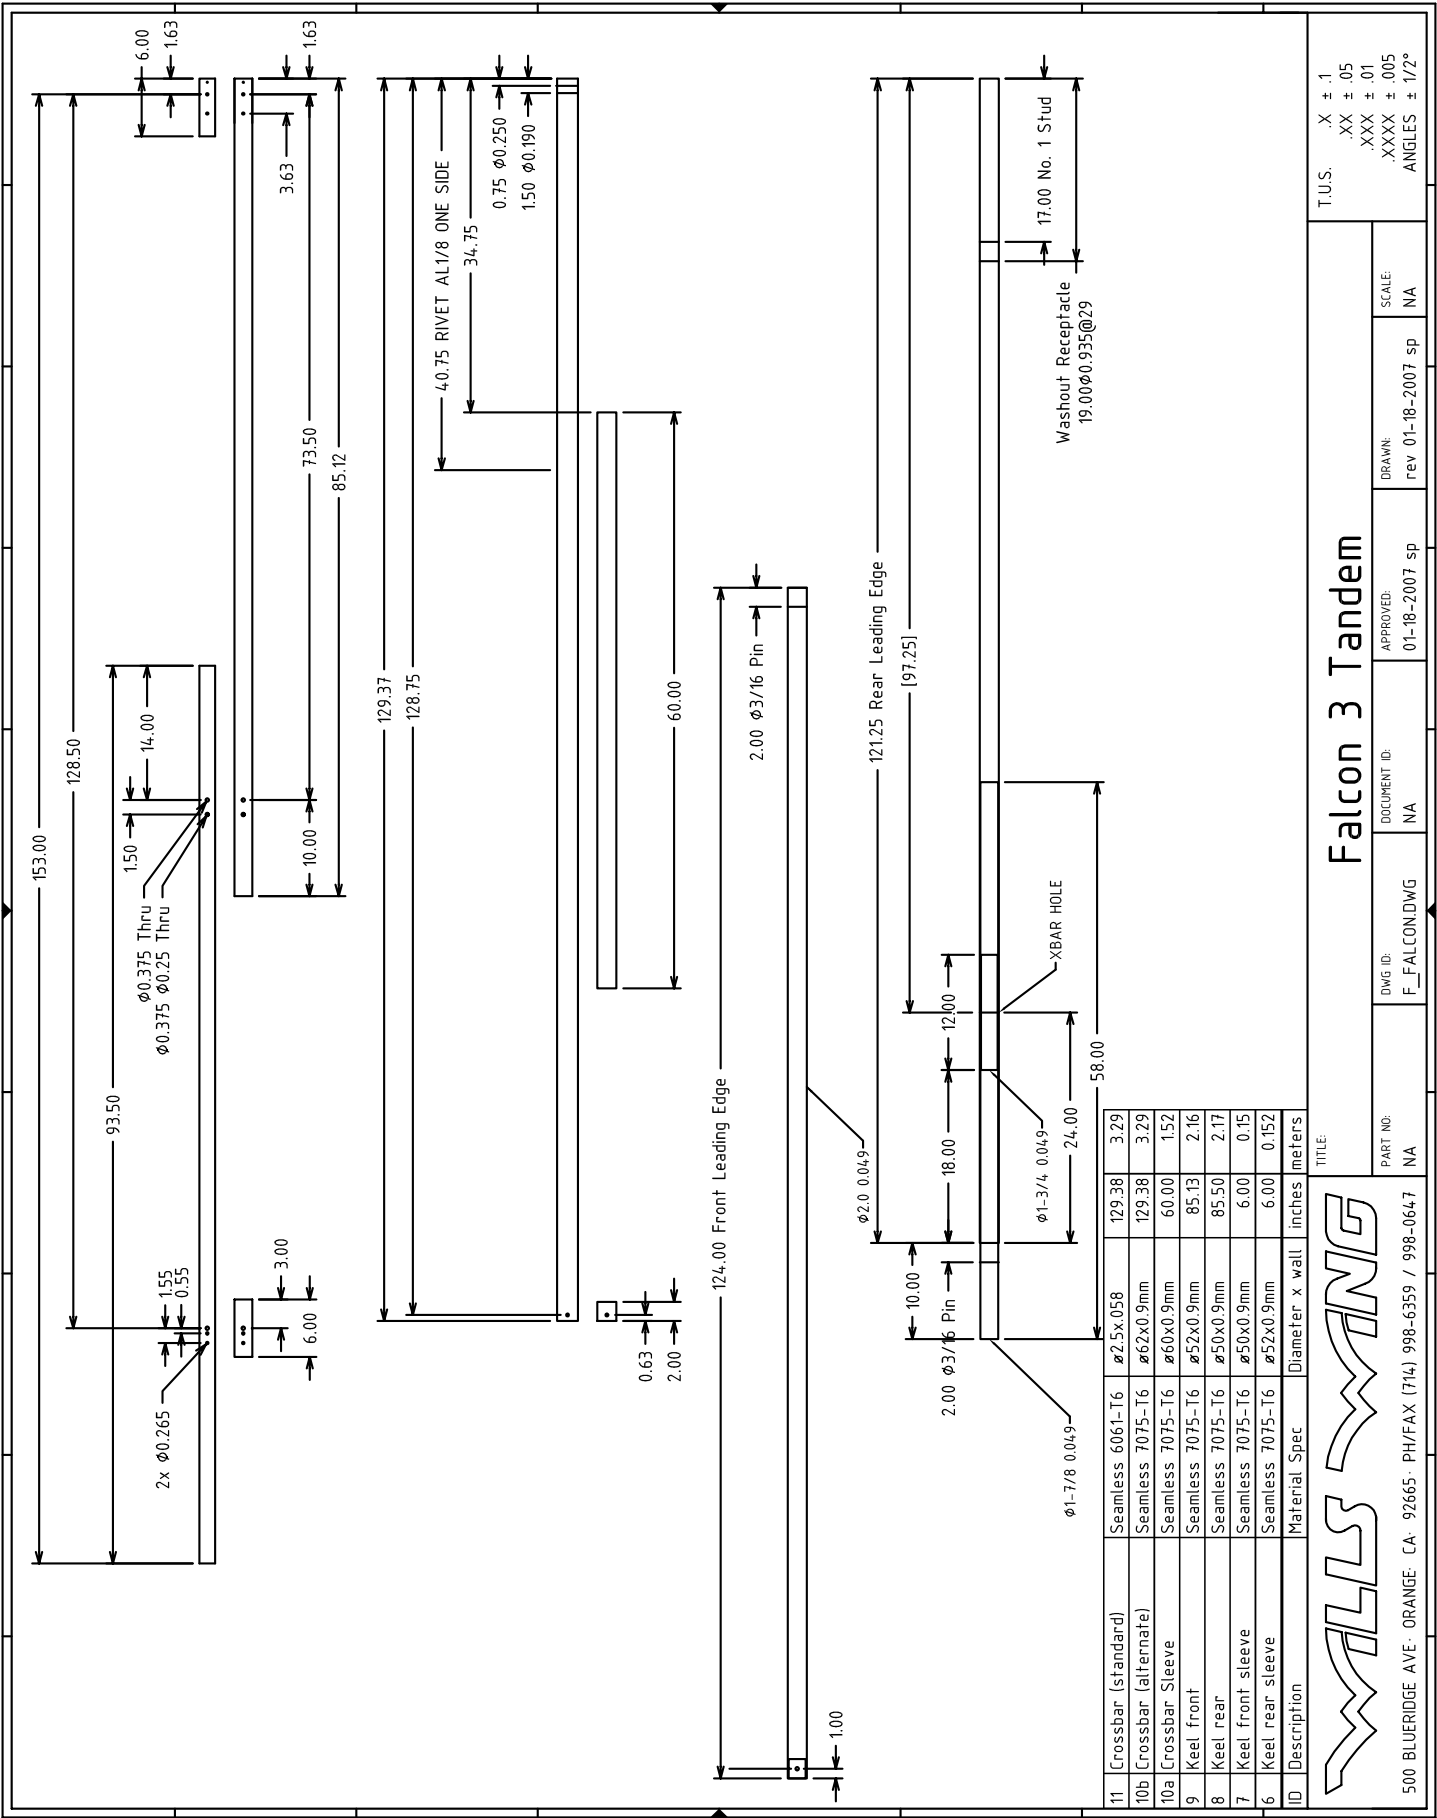 153.00
128.50
6.00
1.63
93.50
14.00
1.50
Ø0.375 Thru
Ø0.375 Ø0.25 Thru
1.55
0.55
2x Ø0.265
3.00
6.00
1.63
3.63
73.50
10.00
85.12
129.37
128.75
40.75 RIVET AL1/8 ONE SIDE
34.75
0.75 Ø0.250
1.50 Ø0.190
60.00
0.63
2.00
124.00 Front Leading Edge
2.00 Ø3/16 Pin
1.00
Ø2.0 0.049
121.25 Rear Leading Edge
[97.25]
17.00 No. 1 Stud
Washout Receptacle
19.00Ø0.935@29
10.00
2.00 Ø3/16 Pin
18.00
12.00
XBAR HOLE
Ø1-3/4 0.049
24.00
58.00
Ø1-7/8 0.049
11 Crossbar (standard) Seamless 6061-T6 ø2.5x.058 129.38 3.29
10b Crossbar (alternate) Seamless 7075-T6 ø62x0.9mm 129.38 3.29
10a Crossbar Sleeve Seamless 7075-T6 ø60x0.9mm 60.00 1.52
9 Keel front Seamless 7075-T6 ø52x0.9mm 85.13 2.16
8 Keel rear Seamless 7075-T6 ø50x0.9mm 85.50 2.17
7 Keel front sleeve Seamless 7075-T6 ø50x0.9mm 6.00 0.15
6 Keel rear sleeve Seamless 7075-T6 ø52x0.9mm 6.00 0.152
ID Description Material Spec Diameter x wall inches meters
WILLS WING
500 BLUERIDGE AVE· ORANGE· CA· 92665· PH/FAX (714) 998-6359 / 998-0647
TITLE:
Falcon 3 Tandem
PART NO:
NA
DWG ID:
F_FALCON.DWG
DOCUMENT ID:
NA
APPROVED:
01-18-2007 sp
DRAWN:
rev 01-18-2007 sp
SCALE:
NA
T.U.S. .X ± .1
.XX ± .05
.XXX ± .01
.XXXX ± .005
ANGLES ± 1/2°